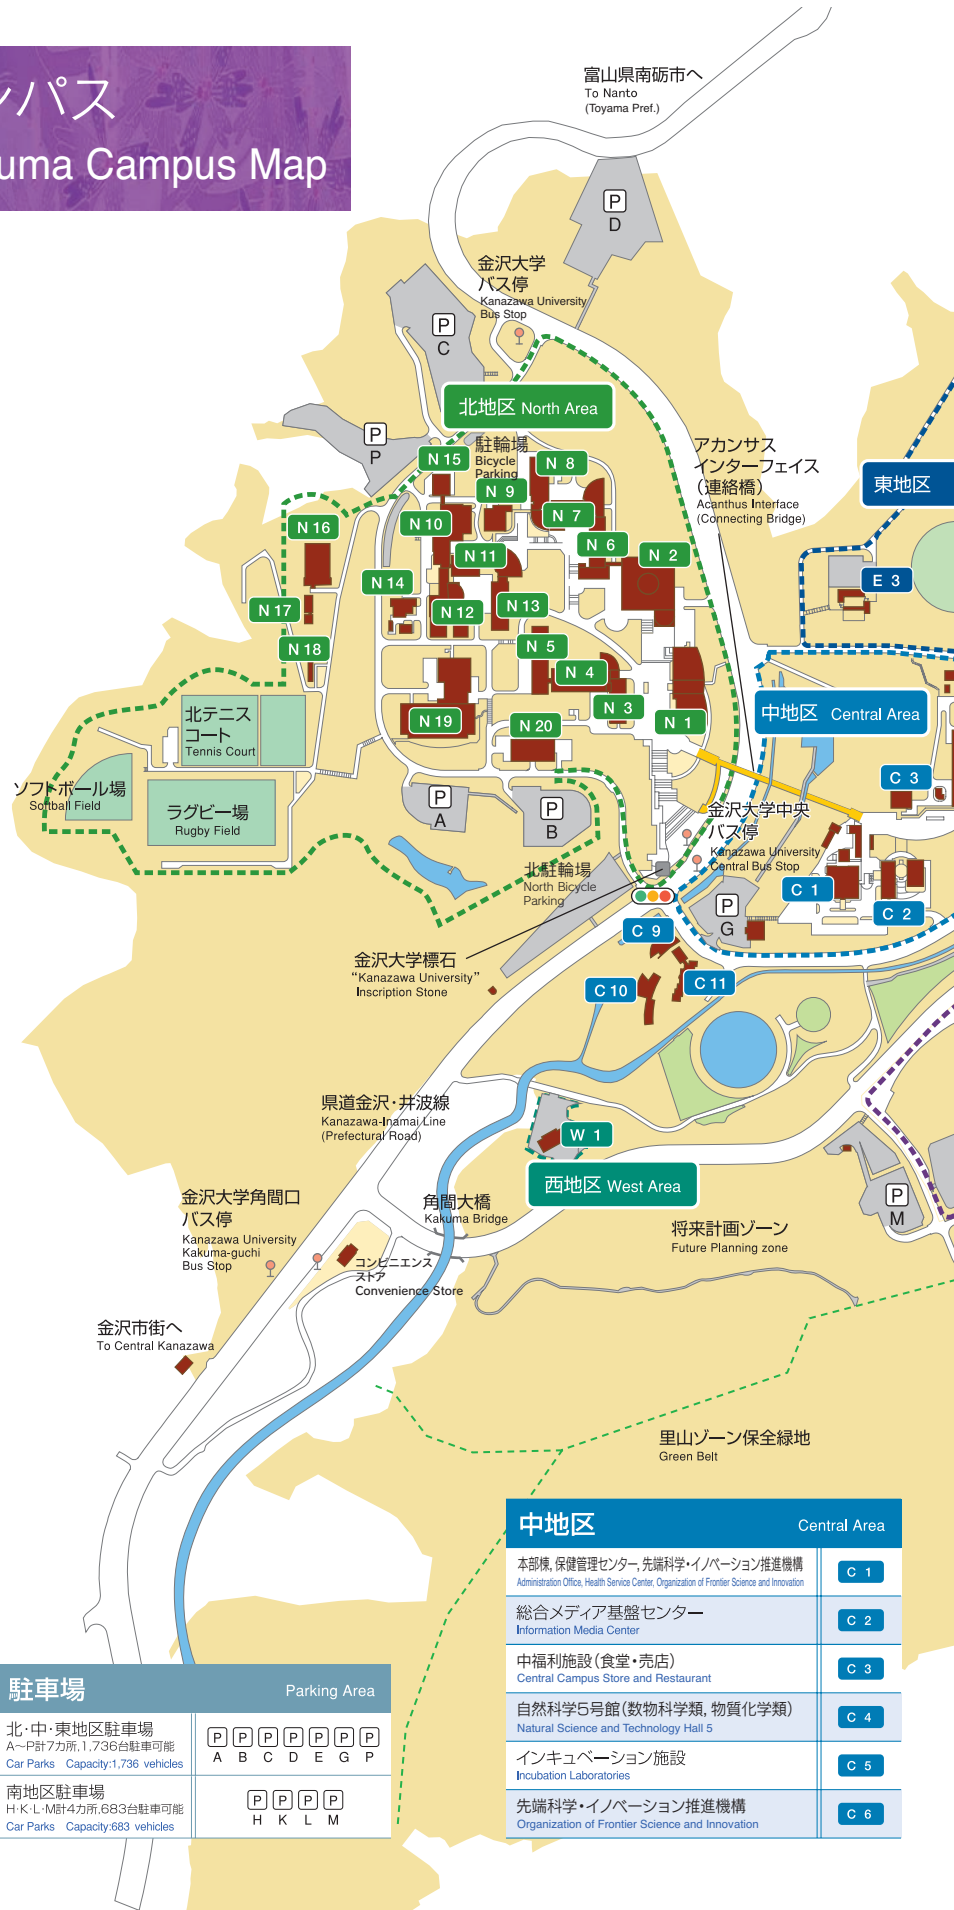 ンパス
uma Campus Map
富山県南砺市へ
To Nanto
(Toyama Pref.)
P
D
金沢大学
バス停
Kanazawa University
Bus Stop
P
C
北地区 North Area
P
P
駐輪場
Bicycle
Parking
N 15
N 8
N 9
N 7
N 16
N 10
N 6
N 2
N 11
N 14
N 17
N 12
N 13
N 18
N 5
N 4
N 3
N 1
N 19
N 20
アカンサス
インターフェイス
(連絡橋)
Acanthus Interface
(Connecting Bridge)
東地区
E 3
中地区 Central Area
北テニス
コート
Tennis Court
ソフトボール場
Softball Field
ラグビー場
Rugby Field
P
A
P
B
C 3
金沢大学中央
バス停
Kanazawa University
Central Bus Stop
北駐輪場
North Bicycle
Parking
C 1
C 2
P
G
C 9
金沢大学標石
“Kanazawa University”
Inscription Stone
C 10
C 11
県道金沢・井波線
Kanazawa-Inamai Line
(Prefectural Road)
W 1
西地区 West Area
P
M
金沢大学角間口
バス停
Kanazawa University
Kakuma-guchi
Bus Stop
角間大橋
Kakuma Bridge
将来計画ゾーン
Future Planning zone
コンビニエンス
ストア
Convenience Store
金沢市街へ
To Central Kanazawa
里山ゾーン保全緑地
Green Belt
中地区 Central Area
本部棟, 保健管理センター, 先端科学・イノベーション推進機構 C 1
Administration Office, Health Service Center, Organization of Frontier Science and Innovation
総合メディア基盤センター C 2
Information Media Center
中福利施設(食堂・売店) C 3
Central Campus Store and Restaurant
自然科学5号館(数物科学類, 物質化学類) C 4
Natural Science and Technology Hall 5
インキュベーション施設 C 5
Incubation Laboratories
先端科学・イノベーション推進機構 C 6
Organization of Frontier Science and Innovation
駐車場 Parking Area
北・中・東地区駐車場
A〜P計7カ所,1,736台駐車可能
Car Parks Capacity:1,736 vehicles
P P P P P P P
A B C D E G P
南地区駐車場
H・K・L・M計4カ所,683台駐車可能
Car Parks Capacity:683 vehicles
P P P P
H K L M